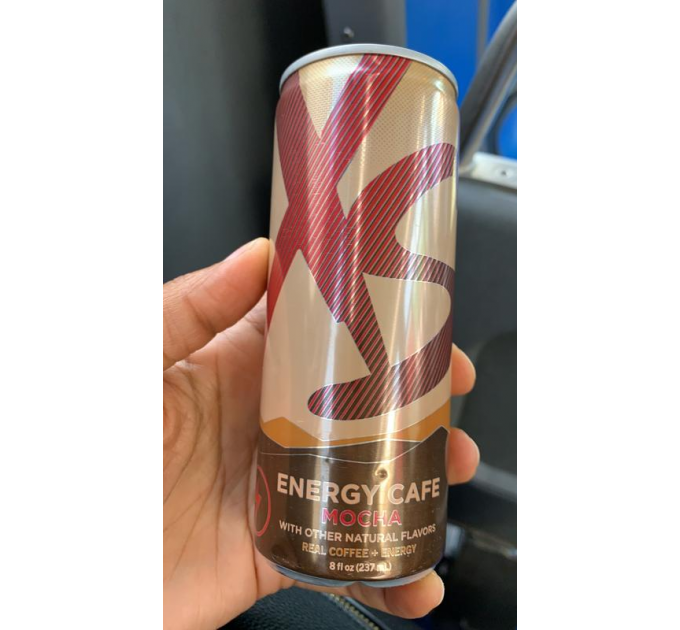 XS
ENERGY CAFE
MOCHA
WITH OTHER NATURAL FLAVORS
REAL COFFEE + ENERGY
8 fl oz (237 mL)